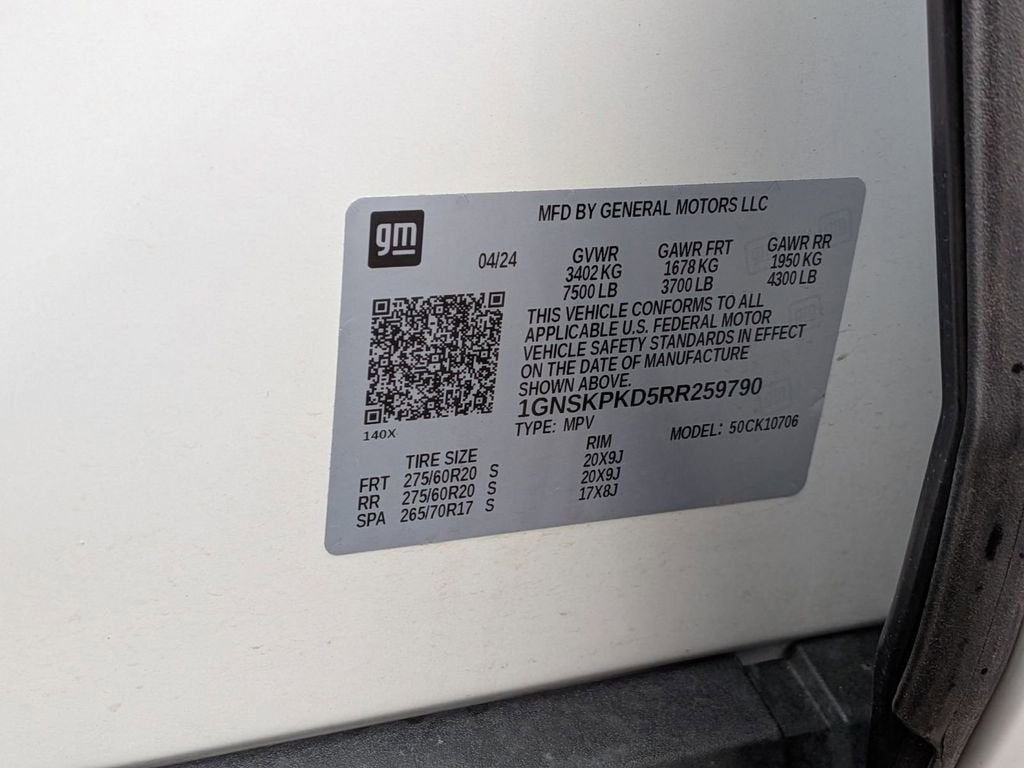 gm
MFD BY GENERAL MOTORS LLC
04/24 GVWR GAWR FRT GAWR RR
3402 KG 1678 KG 1950 KG
7500 LB 3700 LB 4300 LB
THIS VEHICLE CONFORMS TO ALL
APPLICABLE U.S. FEDERAL MOTOR
VEHICLE SAFETY STANDARDS IN EFFECT
ON THE DATE OF MANUFACTURE
SHOWN ABOVE.
1GNSKPKD5RR259790
140X
TYPE: MPV MODEL: 50CK10706
TIRE SIZE RIM
FRT 275/60R20 S 20X9J
RR 275/60R20 S 20X9J
SPA 265/70R17 S 17X8J